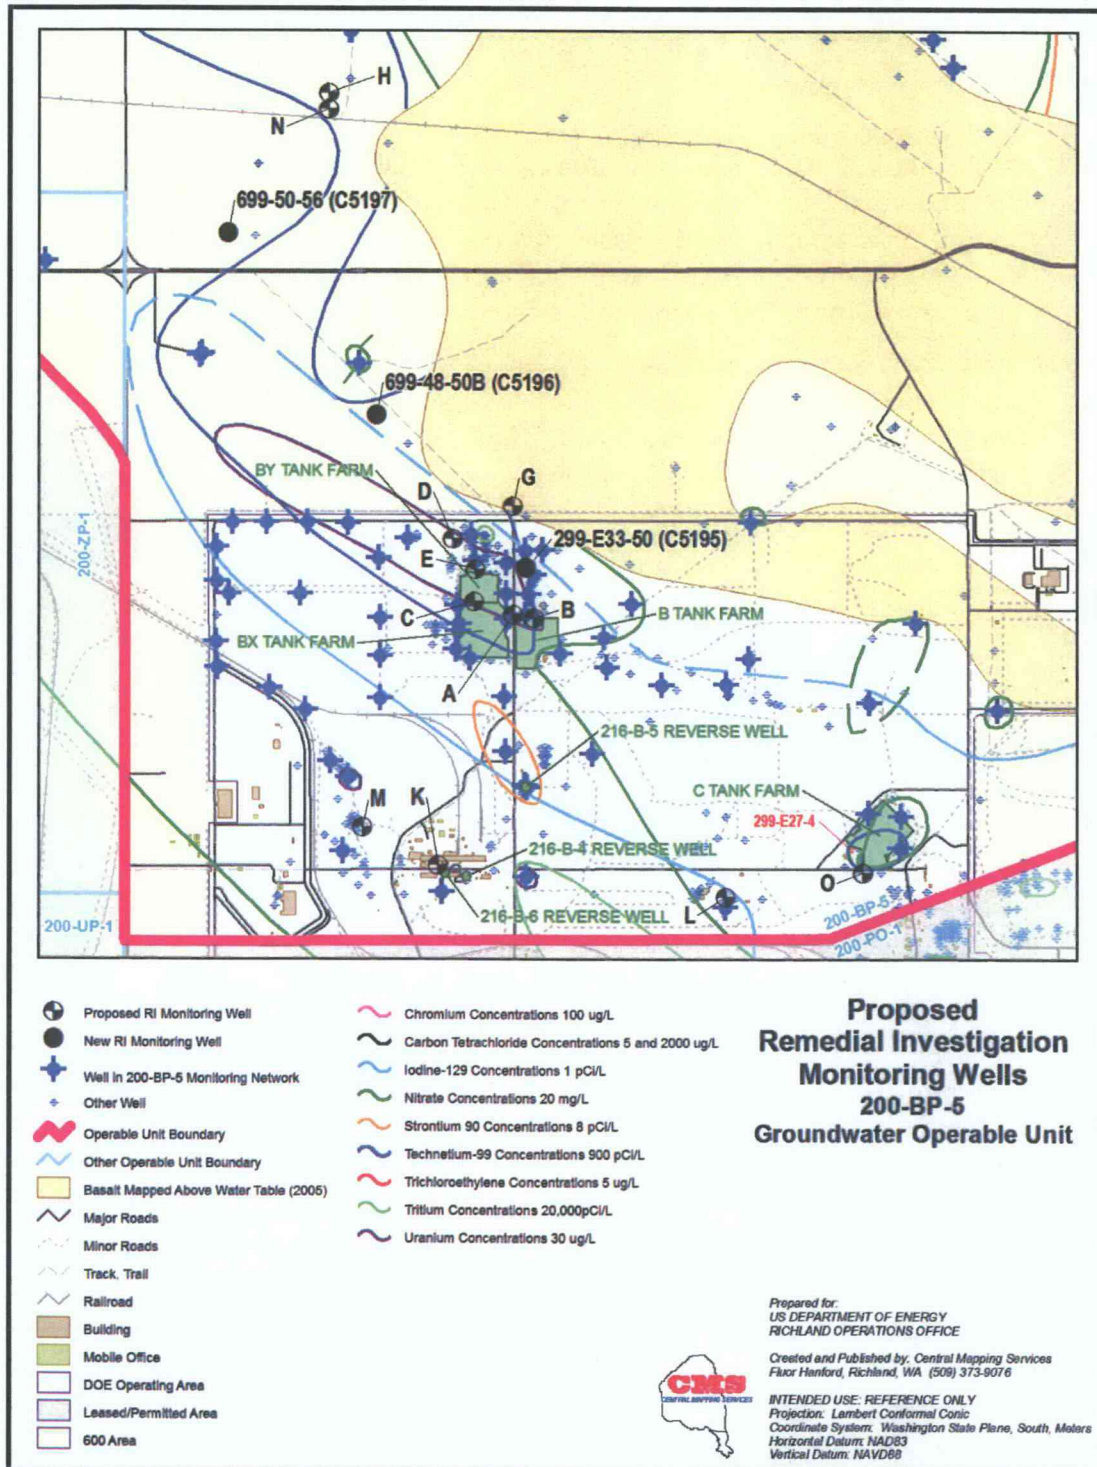 H
N
699-50-56 (C5197)
699-48-50B (C5196)
BY TANK FARM
G
D
299-E33-50 (C5195)
E
200-ZP-1
C
B
B TANK FARM
BX TANK FARM
A
216-B-5 REVERSE WELL
C TANK FARM
M
K
299-E27-4
216-B-4 REVERSE WELL
O
216-B-6 REVERSE WELL
L
200-BP-5
200-UP-1
200-PO-1
Proposed RI Monitoring Well
New RI Monitoring Well
Well in 200-BP-5 Monitoring Network
Other Well
Operable Unit Boundary
Other Operable Unit Boundary
Basalt Mapped Above Water Table (2005)
Major Roads
Minor Roads
Track, Trail
Railroad
Building
Mobile Office
DOE Operating Area
Leased/Permitted Area
600 Area
Chromium Concentrations 100 ug/L
Carbon Tetrachloride Concentrations 5 and 2000 ug/L
Iodine-129 Concentrations 1 pCi/L
Nitrate Concentrations 20 mg/L
Strontium 90 Concentrations 8 pCi/L
Technetium-99 Concentrations 900 pCi/L
Trichloroethylene Concentrations 5 ug/L
Tritium Concentrations 20,000pCi/L
Uranium Concentrations 30 ug/L
Proposed
Remedial Investigation
Monitoring Wells
200-BP-5
Groundwater Operable Unit
Prepared for:
US DEPARTMENT OF ENERGY
RICHLAND OPERATIONS OFFICE
Created and Published by: Central Mapping Services
Fluor Hanford, Richland, WA (509) 373-9076
INTENDED USE: REFERENCE ONLY
Projection: Lambert Conformal Conic
Coordinate System: Washington State Plane, South, Meters
Horizontal Datum: NAD83
Vertical Datum: NAVD88
CMS
CENTRAL MAPPING SERVICES